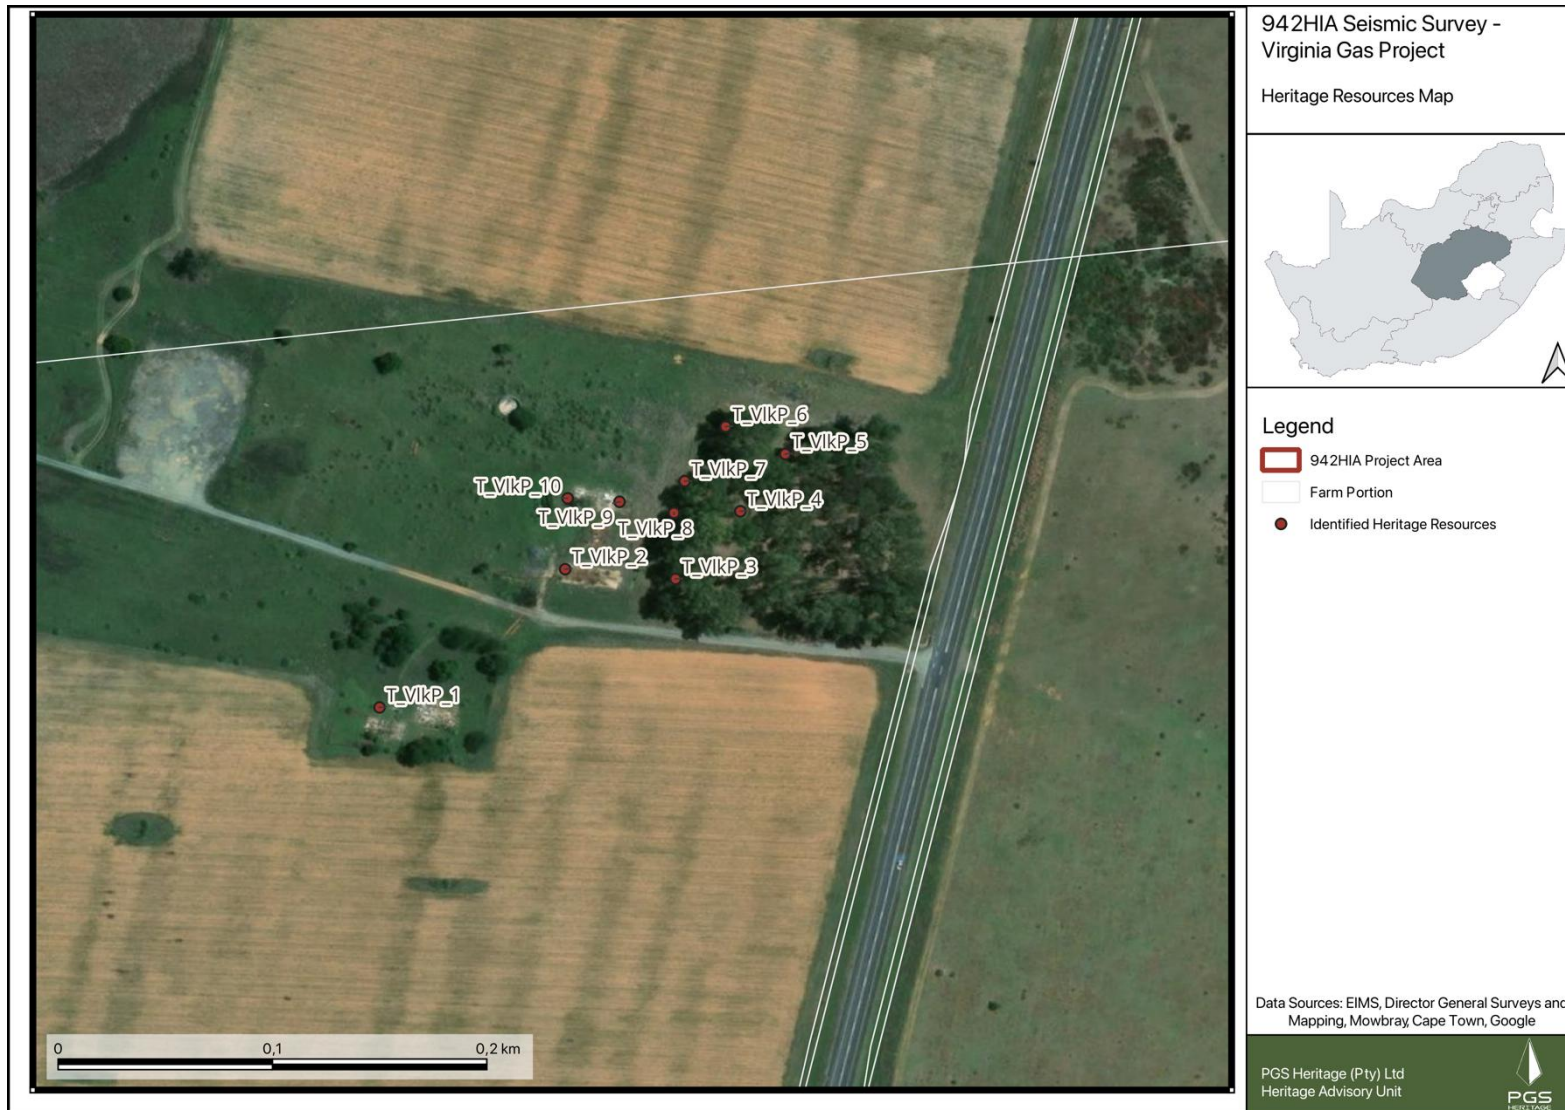 942HIA Seismic Survey -
Virginia Gas Project
Heritage Resources Map
T_VlkP_6
T_VlkP_5
T_VlkP_7
T_VlkP_10
T_VlkP_4
T_VlkP_9
T_VlkP_8
T_VlkP_2
T_VlkP_3
T_VlkP_1
0 0,1 0,2 km
Legend
942HIA Project Area
Farm Portion
Identified Heritage Resources
Data Sources: EIMS, Director General Surveys and
Mapping, Mowbray, Cape Town, Google
PGS Heritage (Pty) Ltd
Heritage Advisory Unit
PGS
HERITAGE